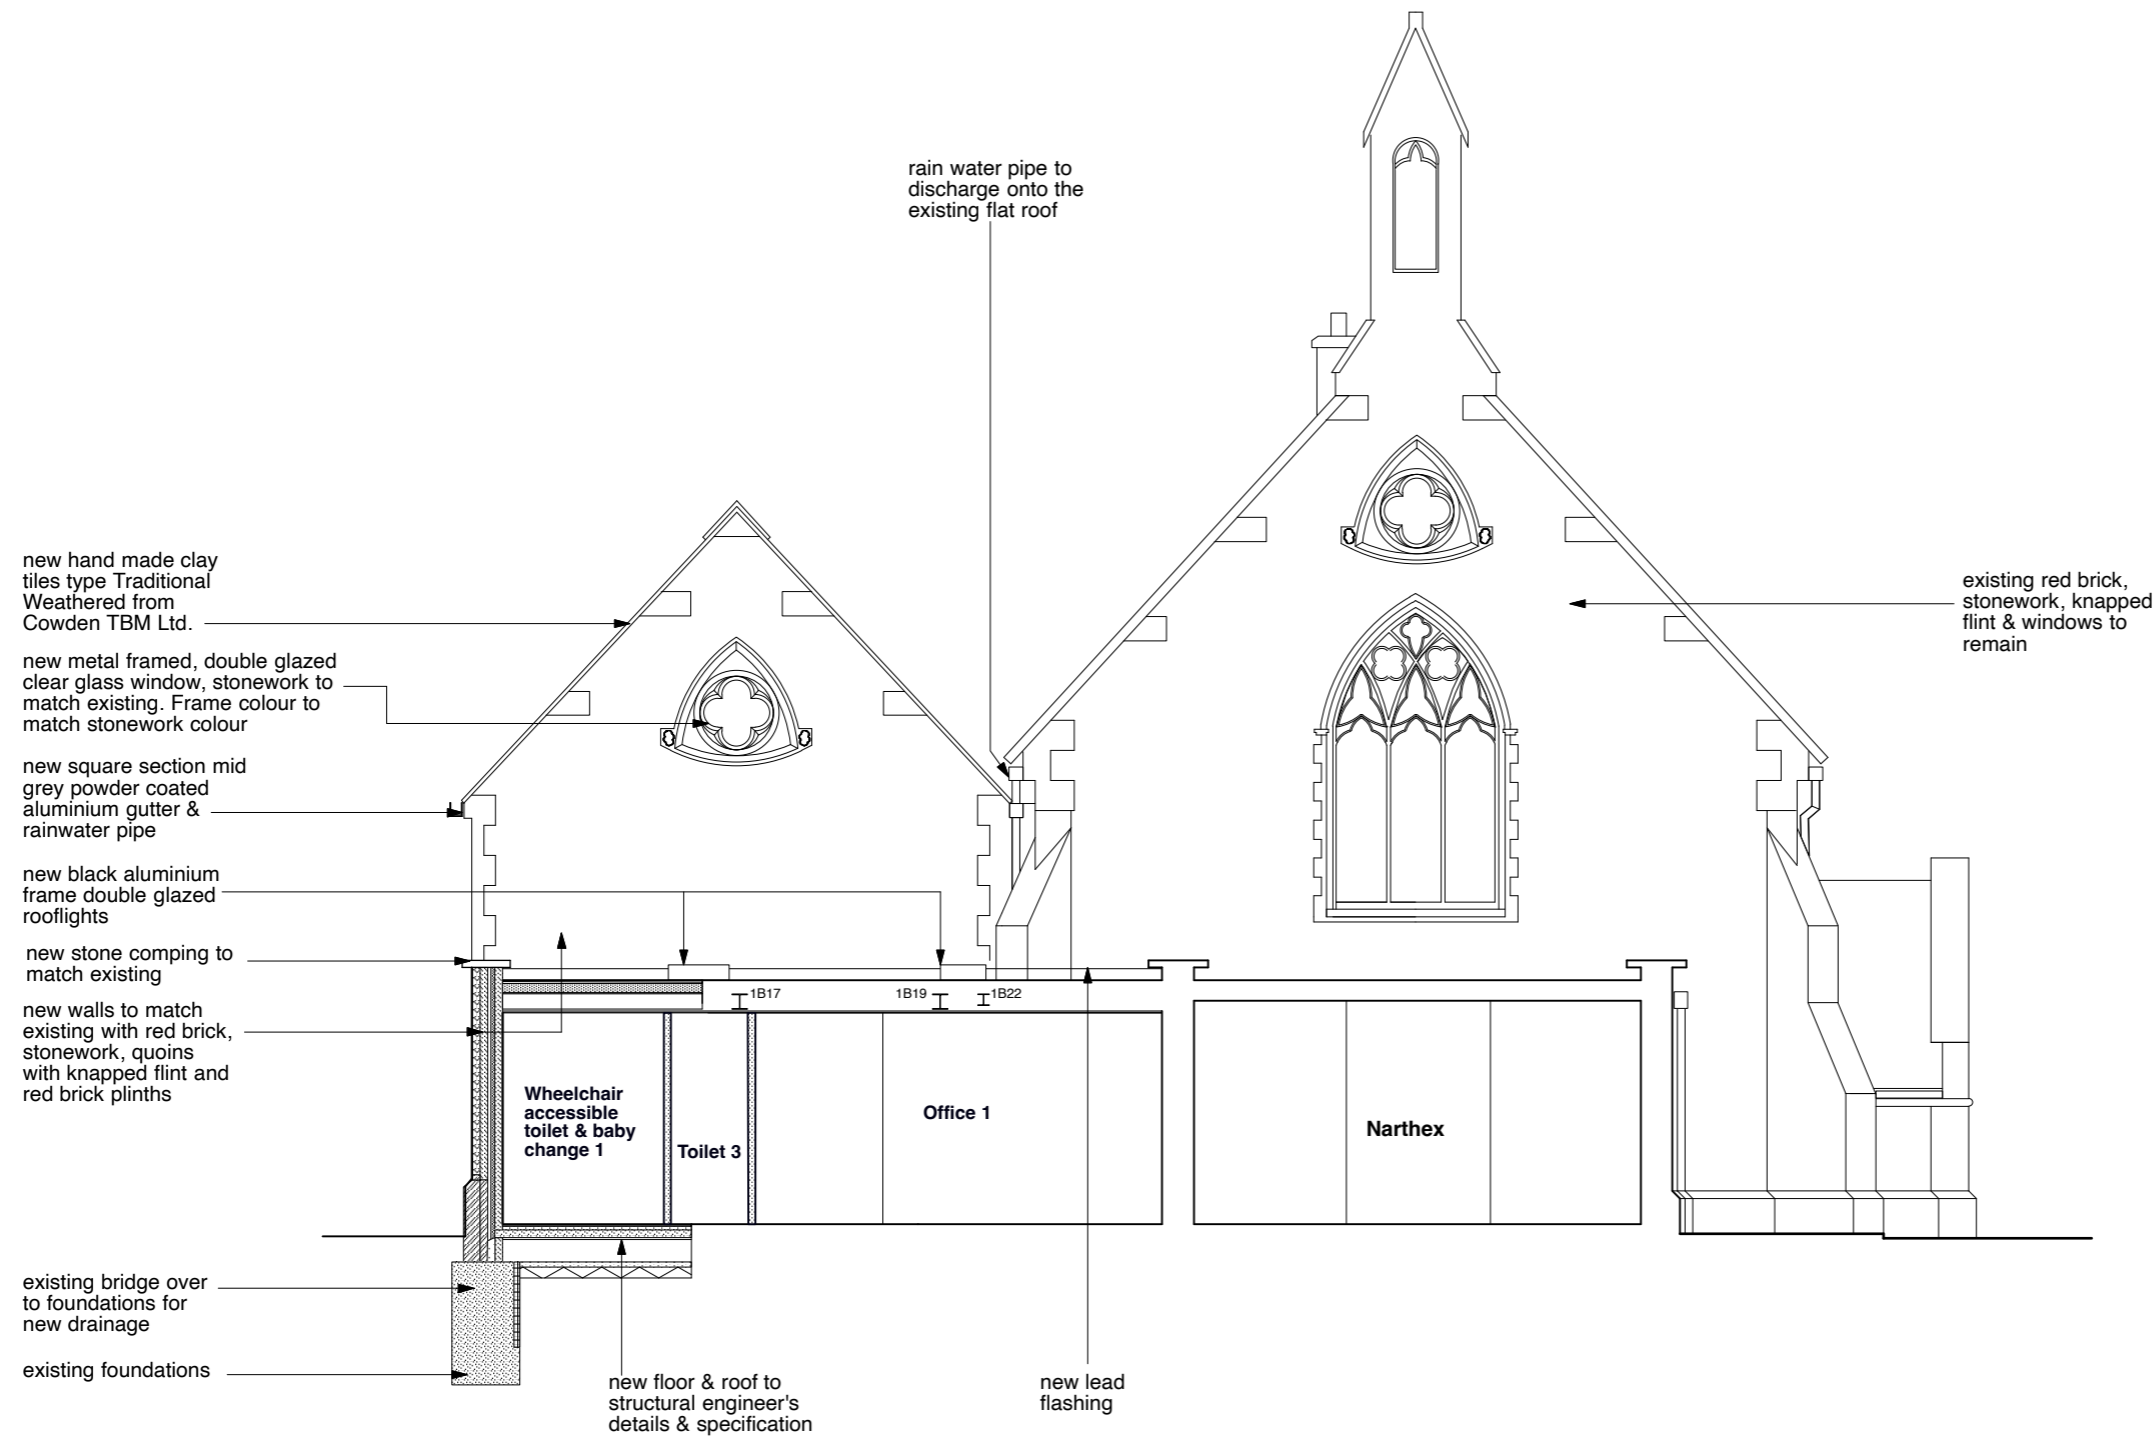 rain water pipe to
discharge onto the
existing flat roof
new hand made clay
tiles type Traditional
Weathered from
Cowden TBM Ltd.
new metal framed, double glazed
clear glass window, stonework to
match existing. Frame colour to
match stonework colour
new square section mid
grey powder coated
aluminium gutter &
rainwater pipe
new black aluminium
frame double glazed
rooflights
new stone comping to
match existing
new walls to match
existing with red brick,
stonework, quoins
with knapped flint and
red brick plinths
existing bridge over
to foundations for
new drainage
existing foundations
existing red brick,
stonework, knapped
flint & windows to
remain
1B17
1B19
1B22
Wheelchair
accessible
toilet & baby
change 1
Toilet 3
Office 1
Narthex
new floor & roof to
structural engineer's
details & specification
new lead
flashing